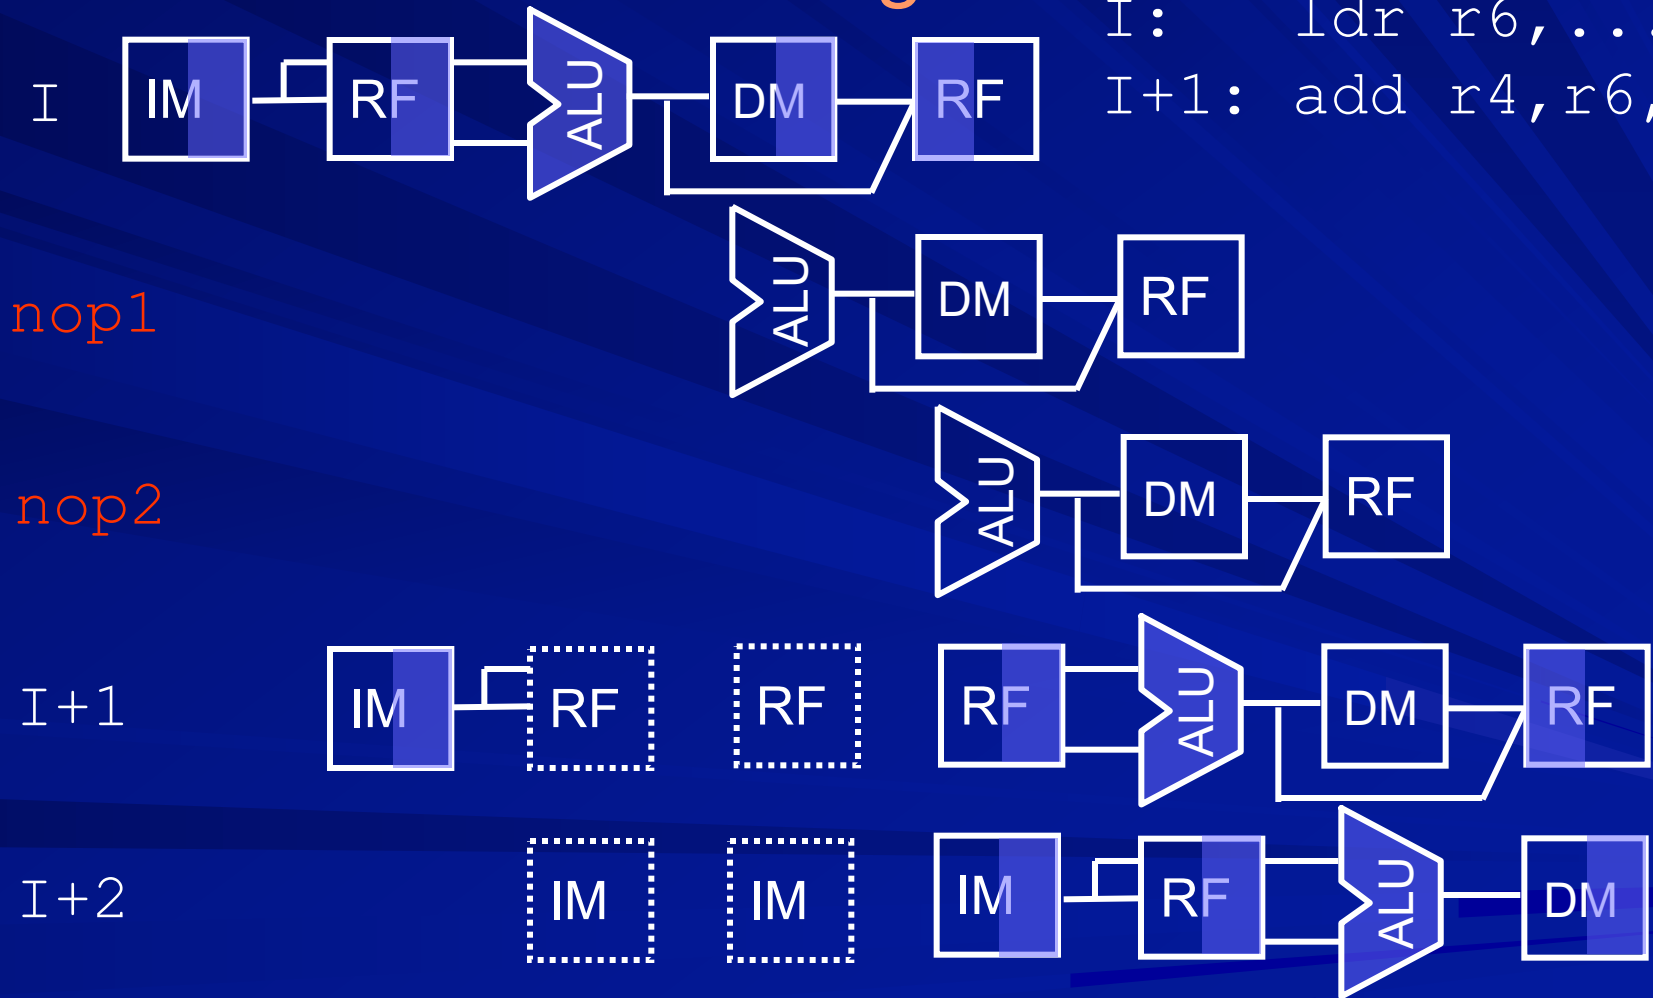 g
I: ldr r6,...
I+1: add r4,r6,
I IM RF ALU DM RF
nop1 ALU DM RF
nop2 ALU DM RF
I+1 IM RF RF RF ALU DM RF
I+2 IM IM IM RF ALU DM